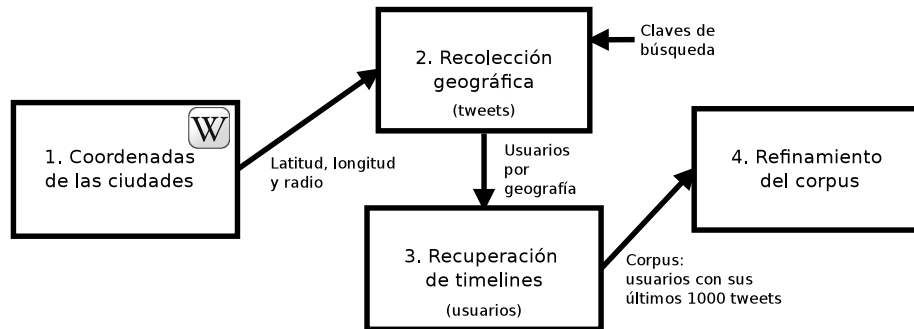 W
1. Coordenadas
de las ciudades
Latitud, longitud
y radio
2. Recolección
geográfica
(tweets)
Claves de
búsqueda
Usuarios
por
geografía
3. Recuperación
de timelines
(usuarios)
Corpus:
usuarios con sus
últimos 1000 tweets
4. Refinamiento
del corpus